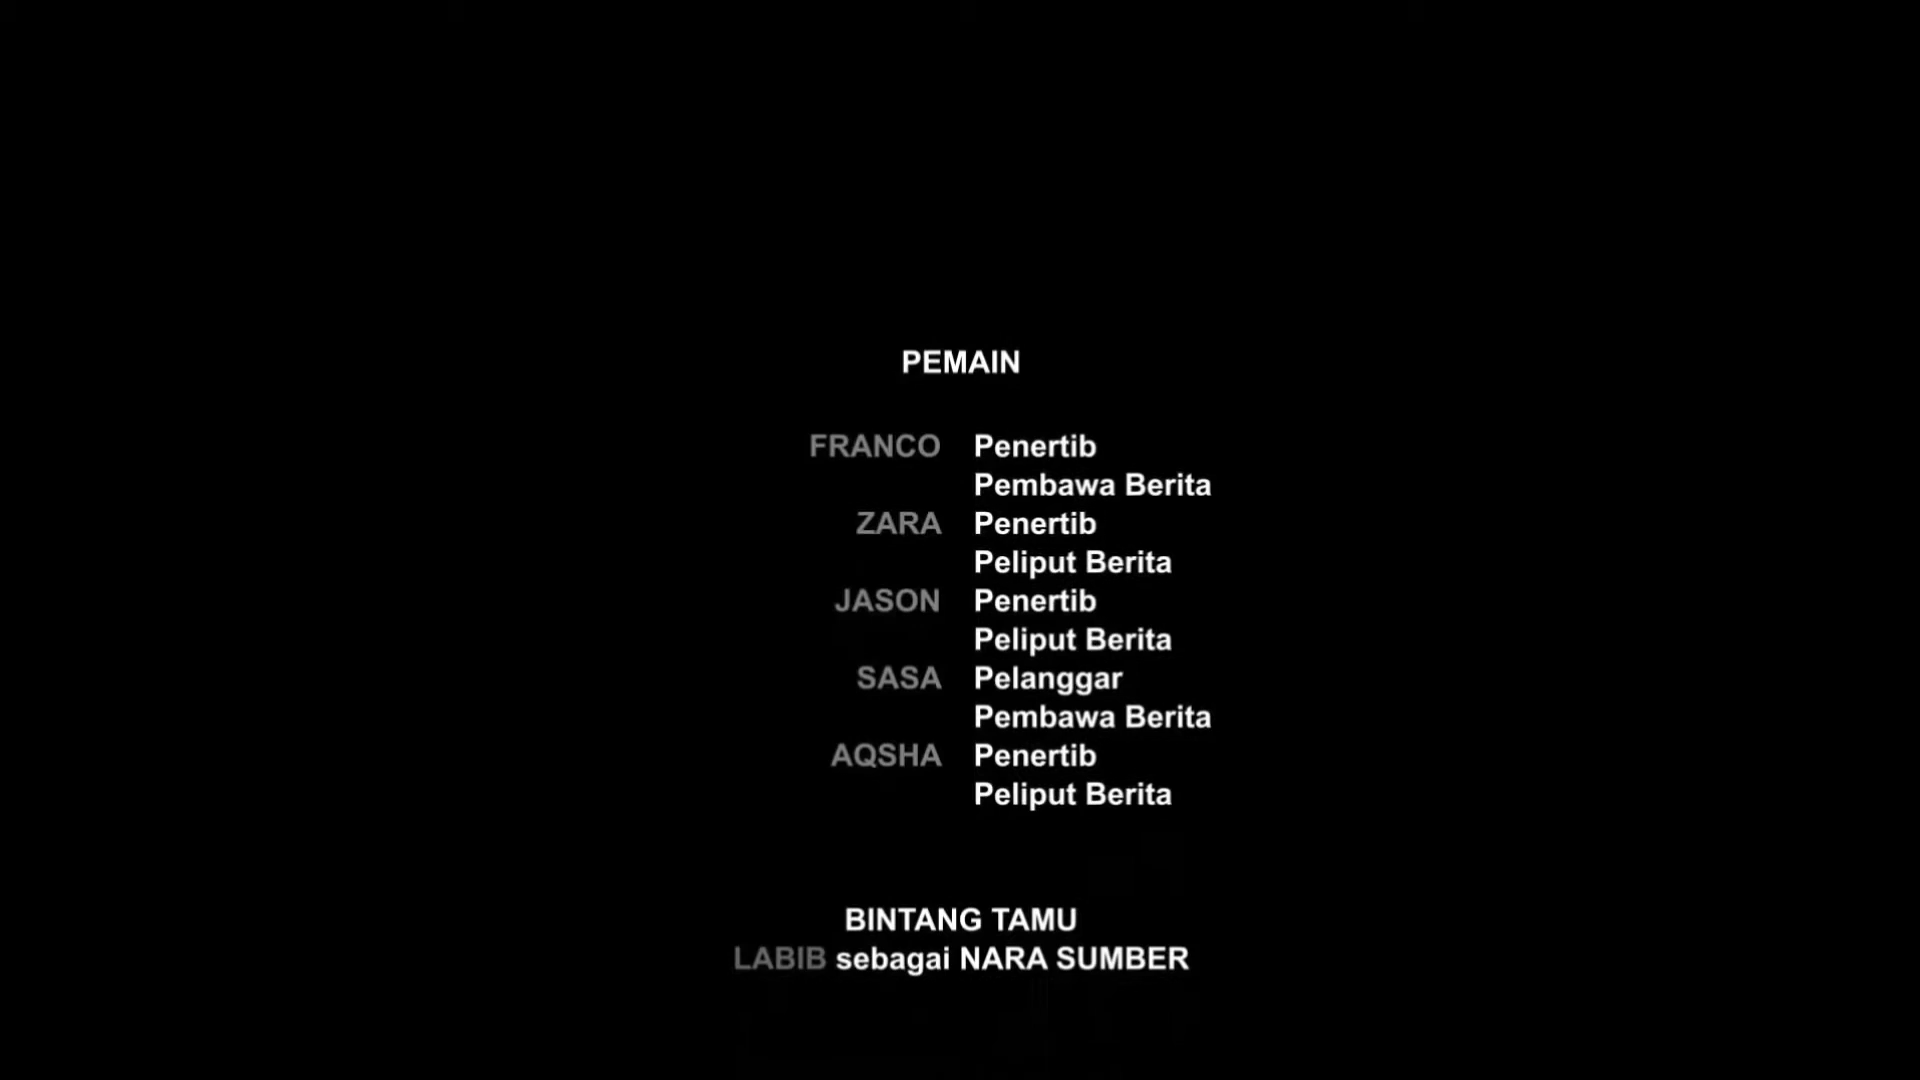 PEMAIN
FRANCO Penertib
Pembawa Berita
ZARA Penertib
Peliput Berita
JASON Penertib
Peliput Berita
SASA Pelanggar
Pembawa Berita
AQSHA Penertib
Peliput Berita
BINTANG TAMU
LABIB sebagai NARA SUMBER